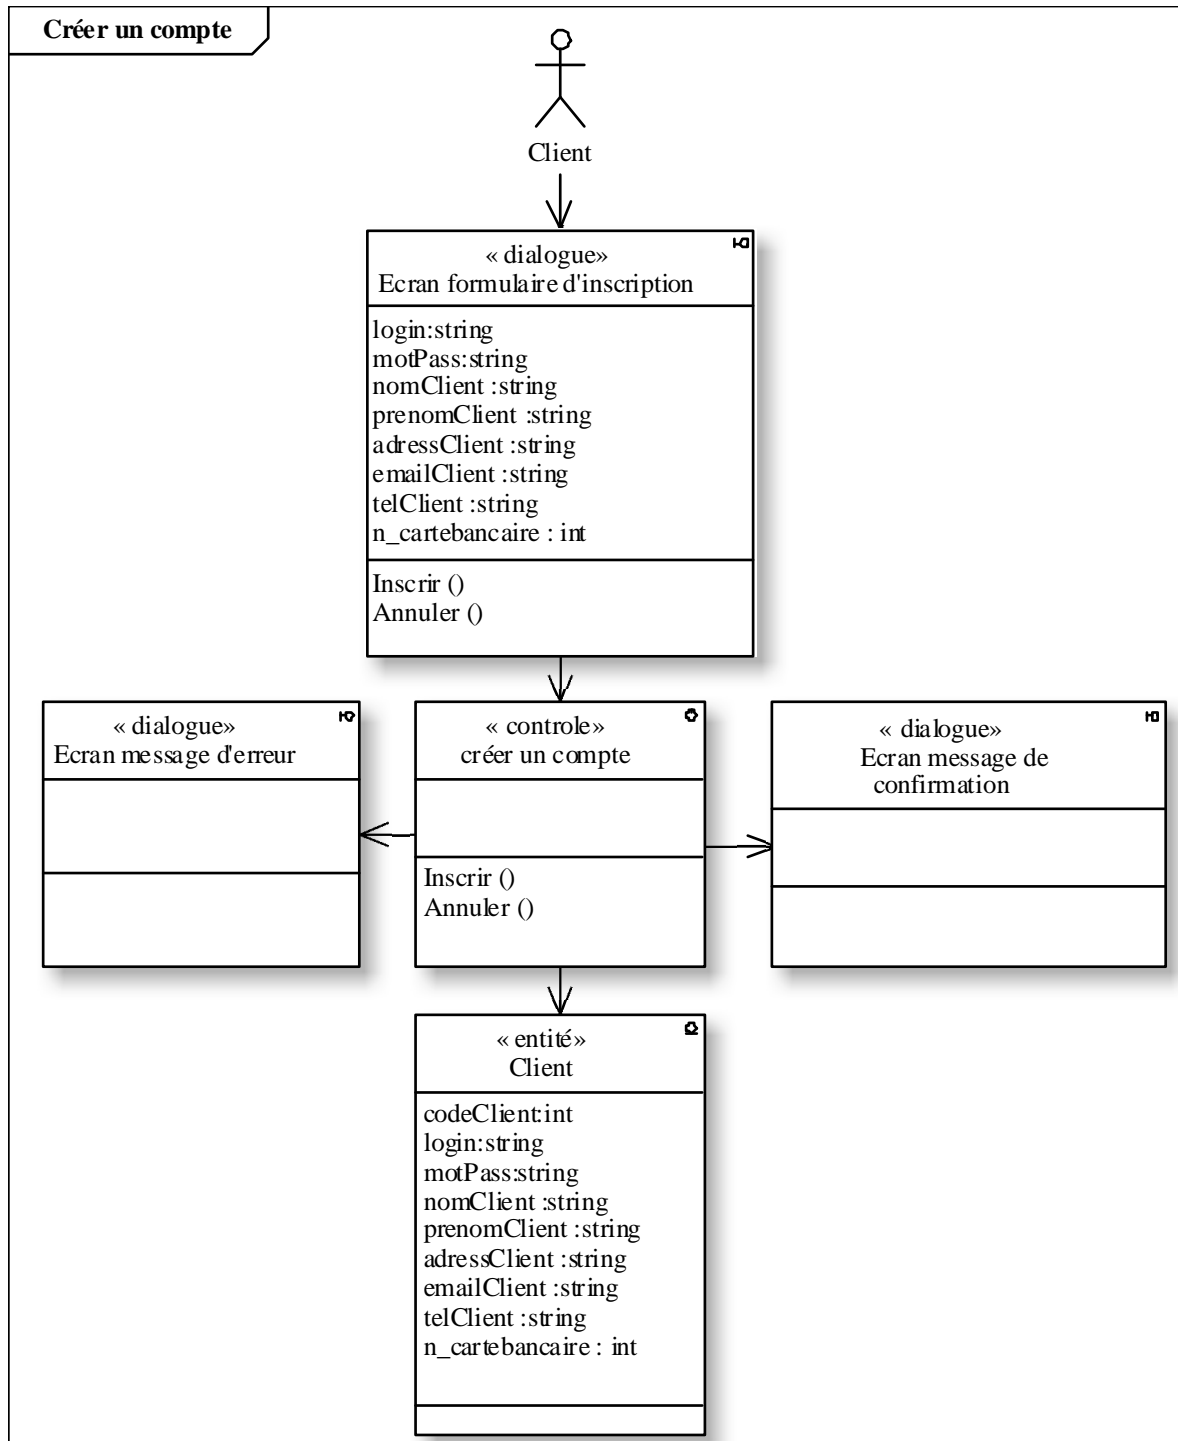 Créer un compte
Client
« dialogue»
Ecran formulaire d'inscription
login:string
motPass:string
nomClient :string
prenomClient :string
adressClient :string
emailClient :string
telClient :string
n_cartebancaire : int
Inscrir ()
Annuler ()
« dialogue»
Ecran message d'erreur
« controle»
créer un compte
Inscrir ()
Annuler ()
« dialogue»
Ecran message de
confirmation
« entité»
Client
codeClient:int
login:string
motPass:string
nomClient :string
prenomClient :string
adressClient :string
emailClient :string
telClient :string
n_cartebancaire : int